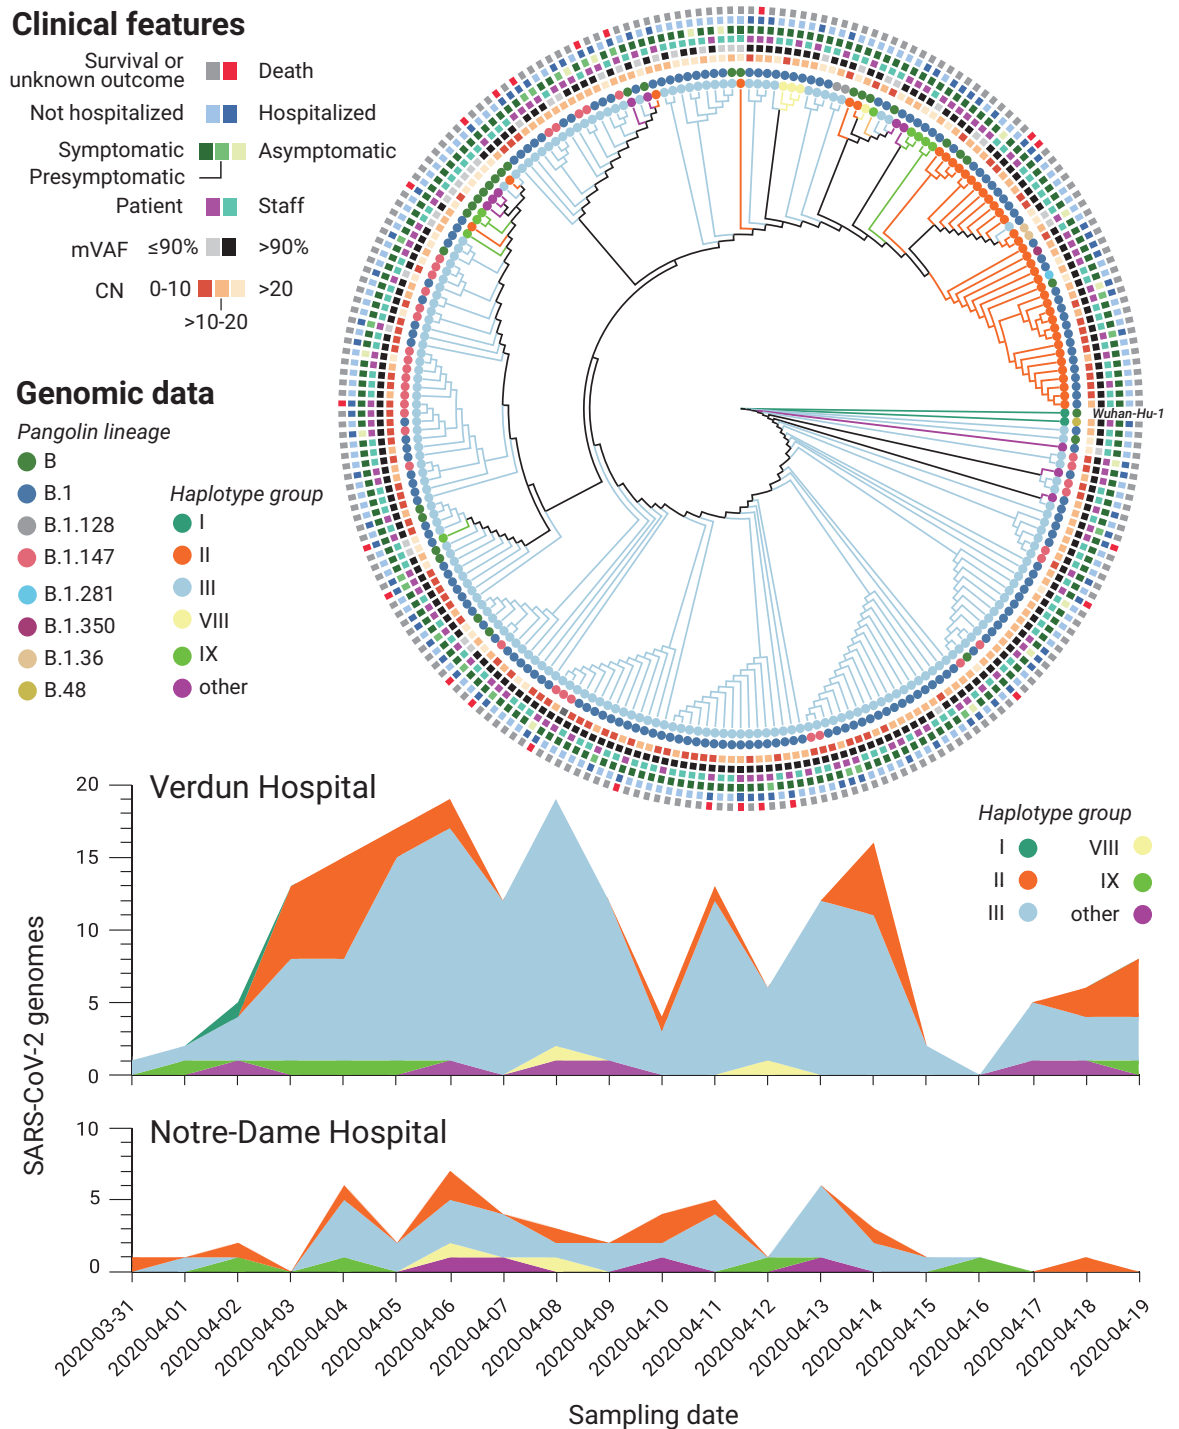 Clinical features
Survival or
unknown outcome
Death
Not hospitalized
Hospitalized
Symptomatic
Asymptomatic
Presymptomatic
Patient
Staff
mVAF
≤90%
>90%
CN
0-10
>20
>10-20
Genomic data
Pangolin lineage
B
B.1
B.1.128
B.1.147
B.1.281
B.1.350
B.1.36
B.48
Haplotype group
I
II
III
VIII
IX
other
Wuhan-Hu-1
Verdun Hospital
20
15
10
5
0
Haplotype group
I
II
III
VIII
IX
other
SARS-CoV-2 genomes
Notre-Dame Hospital
10
5
0
2020-03-31
2020-04-01
2020-04-02
2020-04-03
2020-04-04
2020-04-05
2020-04-06
2020-04-07
2020-04-08
2020-04-09
2020-04-10
2020-04-11
2020-04-12
2020-04-13
2020-04-14
2020-04-15
2020-04-16
2020-04-17
2020-04-18
2020-04-19
Sampling date